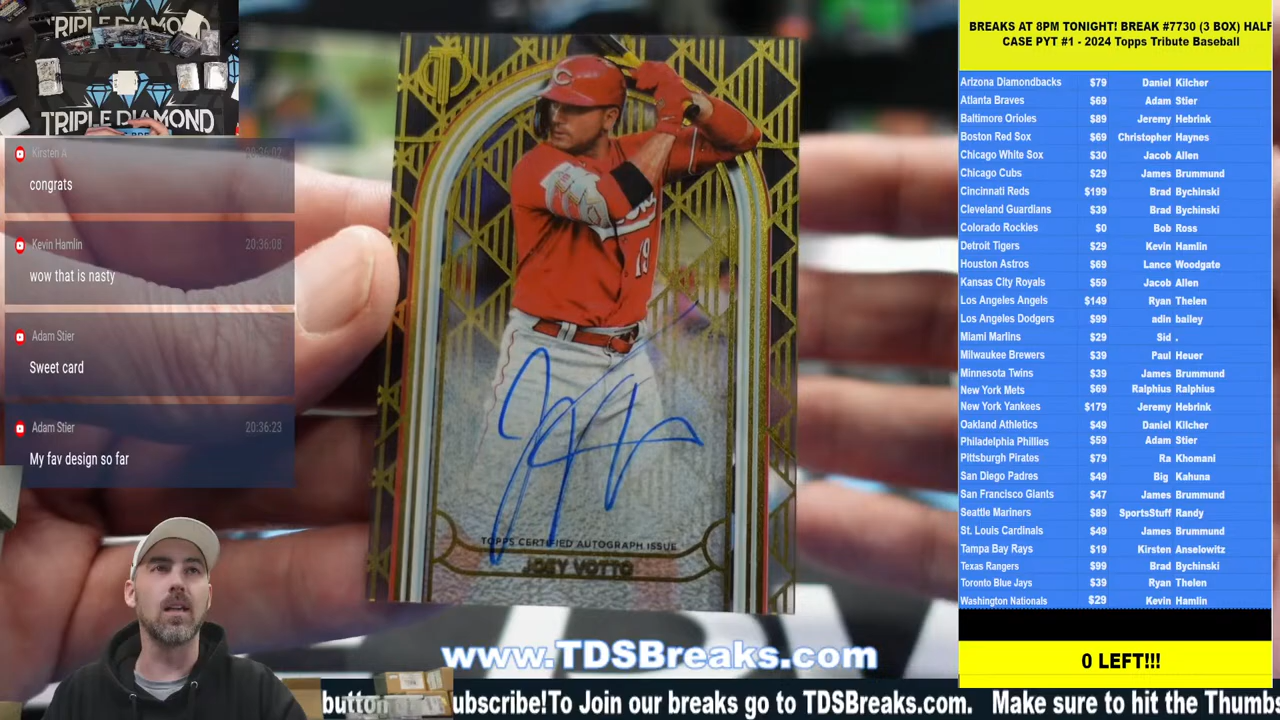 TRIPLE DIAMOND
TRIPLE DIAMOND
Kirsten A 20:36:02
congrats
Kevin Hamlin 20:36:08
wow that is nasty
Adam Stier
Sweet card
Adam Stier 20:36:23
My fav design so far
C
19
TOPPS CERTIFIED AUTOGRAPH ISSUE
JOEY VOTTO
www.TDSBreaks.com
BREAKS AT 8PM TONIGHT! BREAK #7730 (3 BOX) HALF
CASE PYT #1 - 2024 Topps Tribute Baseball
Arizona Diamondbacks $79 Daniel Kilcher
Atlanta Braves $69 Adam Stier
Baltimore Orioles $89 Jeremy Hebrink
Boston Red Sox $69 Christopher Haynes
Chicago White Sox $30 Jacob Allen
Chicago Cubs $29 James Brummund
Cincinnati Reds $199 Brad Bychinski
Cleveland Guardians $39 Brad Bychinski
Colorado Rockies $0 Bob Ross
Detroit Tigers $29 Kevin Hamlin
Houston Astros $69 Lance Woodgate
Kansas City Royals $59 Jacob Allen
Los Angeles Angels $149 Ryan Thelen
Los Angeles Dodgers $99 adin bailey
Miami Marlins $29 Sid .
Milwaukee Brewers $39 Paul Heuer
Minnesota Twins $39 James Brummund
New York Mets $69 Ralphius Ralphius
New York Yankees $179 Jeremy Hebrink
Oakland Athletics $49 Daniel Kilcher
Philadelphia Phillies $59 Adam Stier
Pittsburgh Pirates $79 Ra Khomani
San Diego Padres $49 Big Kahuna
San Francisco Giants $47 James Brummund
Seattle Mariners $89 SportsStuff Randy
St. Louis Cardinals $49 James Brummund
Tampa Bay Rays $19 Kirsten Anselowitz
Texas Rangers $99 Brad Bychinski
Toronto Blue Jays $39 Ryan Thelen
Washington Nationals $29 Kevin Hamlin
0 LEFT!!!
button ubscribe!To Join our breaks go to TDSBreaks.com. Make sure to hit the Thumbs